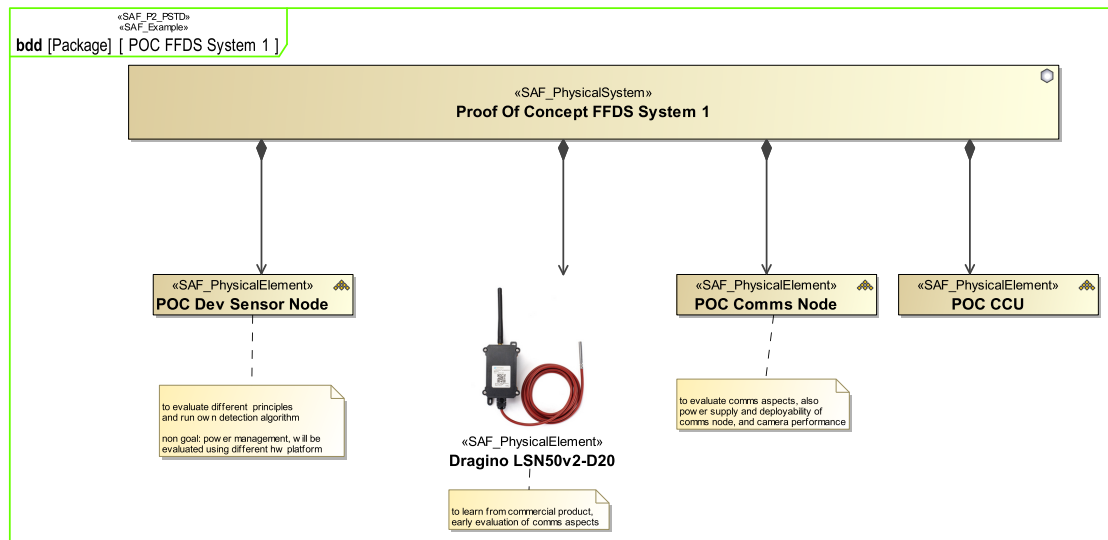 «SAF_P2_PSTD»
«SAF_Example»
bdd [Package] [ POC FFDS System 1 ]
«SAF_PhysicalSystem»
Proof Of Concept FFDS System 1
«SAF_PhysicalElement»
POC Dev Sensor Node
«SAF_PhysicalElement»
POC Comms Node
«SAF_PhysicalElement»
POC CCU
to evaluate different principles
and run own detection algorithm
non goal: power management, will be
evaluated using different hw platform
to evaluate comms aspects, also
power supply and deployability of
comms node, and camera performance
«SAF_PhysicalElement»
Dragino LSN50v2-D20
to learn from commercial product,
early evaluation of comms aspects